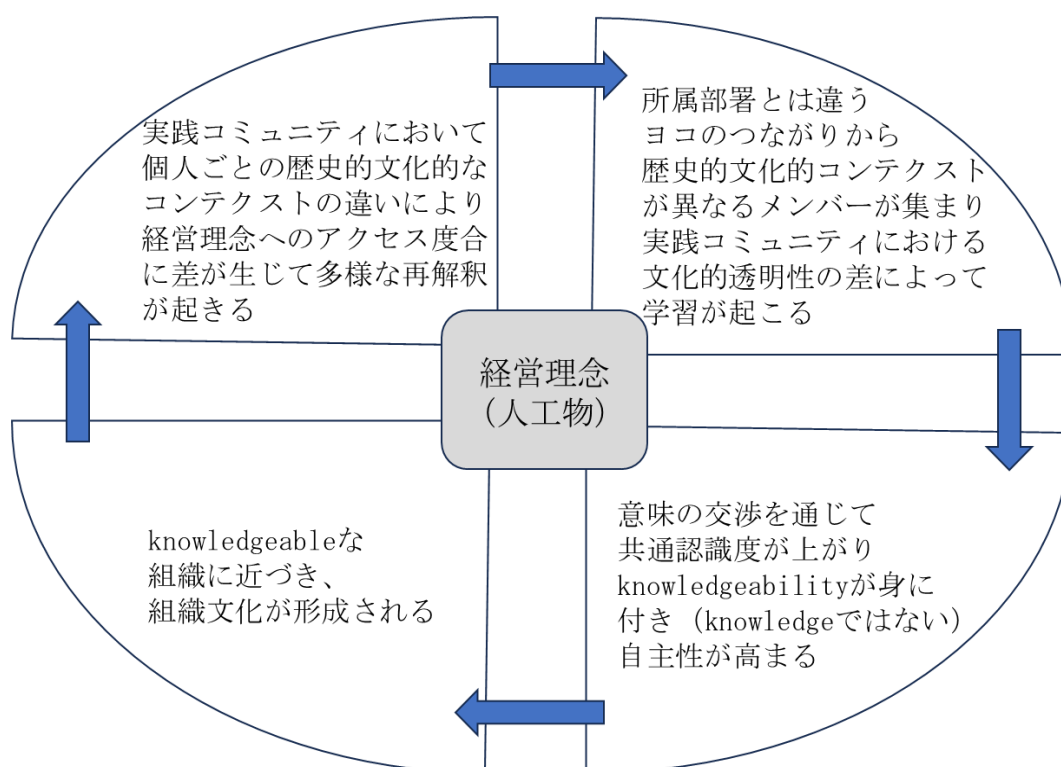 実践コミュニティにおいて
個人ごとの歴史的文化的な
コンテクストの違いにより
経営理念へのアクセス度合
に差が生じて多様な再解釈
が起きる
所属部署とは違う
ヨコのつながりから
歴史的文化的コンテクスト
が異なるメンバーが集まり
実践コミュニティにおける
文化的透明性の差によって
学習が起こる
経営理念
(人工物)
knowledgeableな
組織に近づき、
組織文化が形成される
意味の交渉を通じて
共通認識度が上がり
knowledgeabilityが身に
付き（knowledgeではない）
自主性が高まる